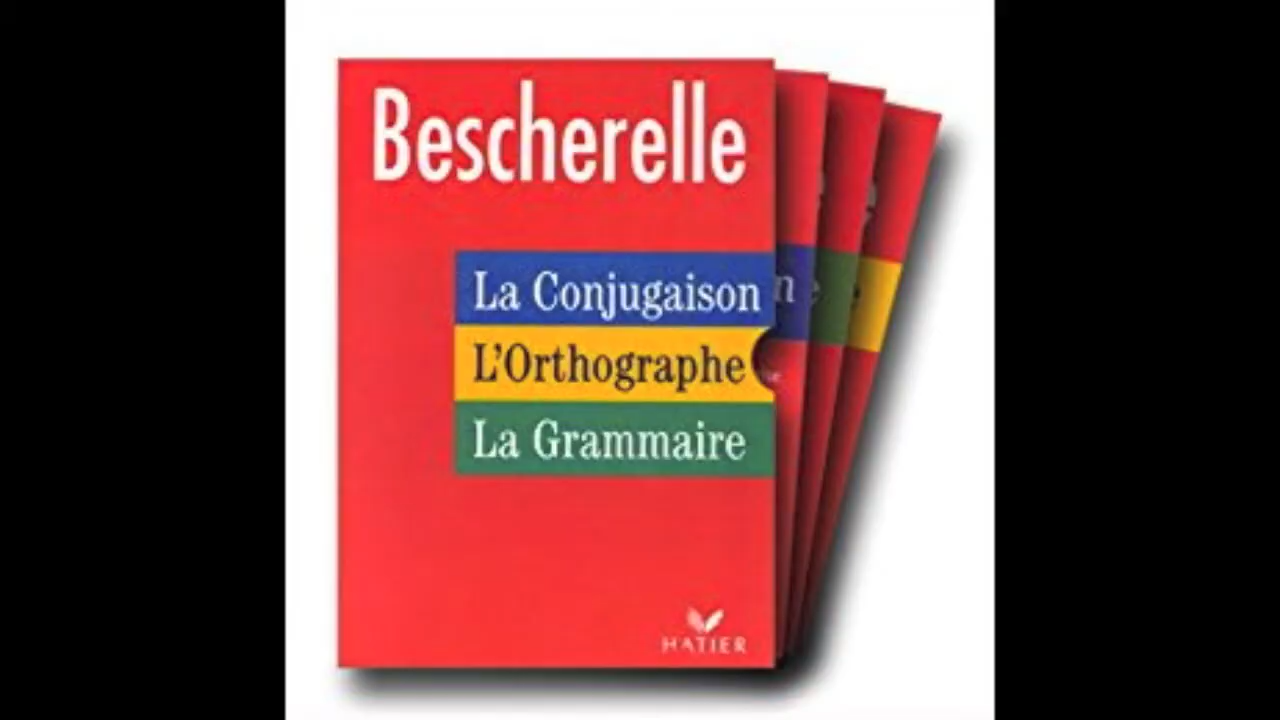 Bescherelle
La Conjugaison
L'Orthographe
La Grammaire
HATIER